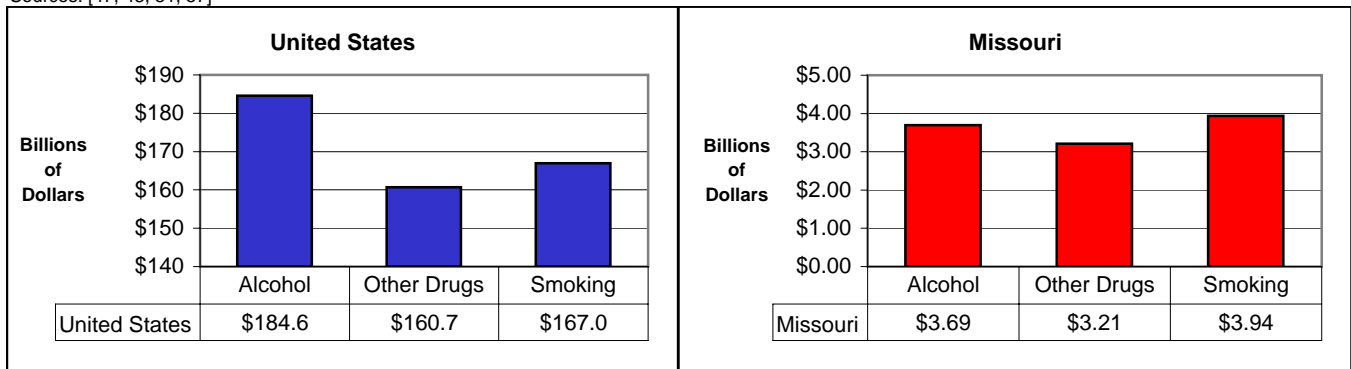 United States
$190
$180
$170
$160
$150
$140
Billions
of
Dollars
Alcohol Other Drugs Smoking
United States $184.6 $160.7 $167.0
Missouri
$5.00
$4.00
$3.00
$2.00
$1.00
$0.00
Billions
of
Dollars
Alcohol Other Drugs Smoking
Missouri $3.69 $3.21 $3.94